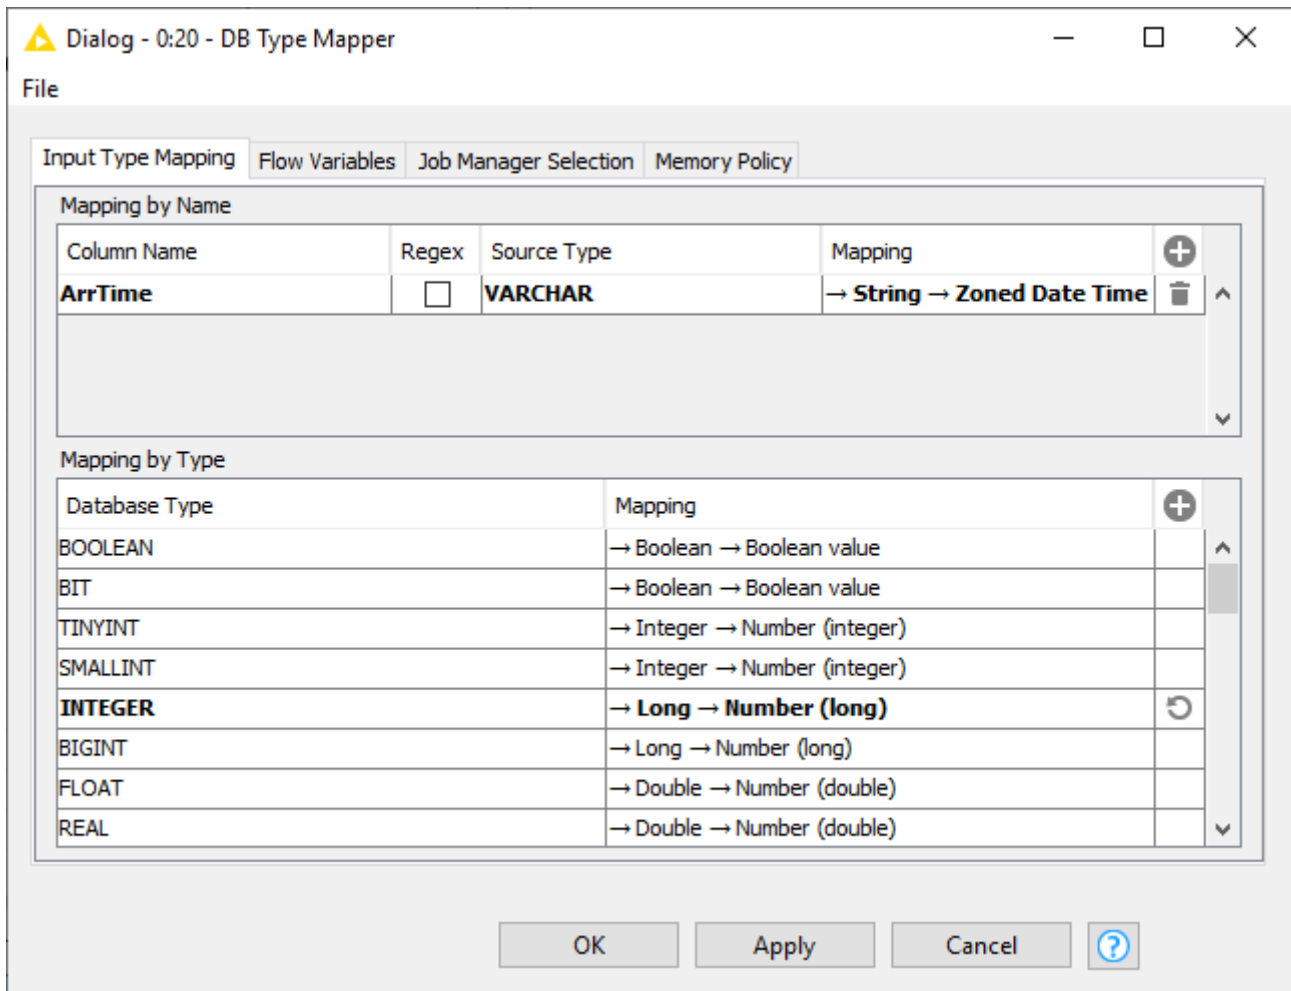 Dialog - 0:20 - DB Type Mapper
File
Input Type Mapping Flow Variables Job Manager Selection Memory Policy
Mapping by Name
Column Name Regex Source Type Mapping
ArrTime VARCHAR → String → Zoned Date Time
Mapping by Type
Database Type Mapping
BOOLEAN → Boolean → Boolean value
BIT → Boolean → Boolean value
TINYINT → Integer → Number (integer)
SMALLINT → Integer → Number (integer)
INTEGER → Long → Number (long)
BIGINT → Long → Number (long)
FLOAT → Double → Number (double)
REAL → Double → Number (double)
OK Apply Cancel ?